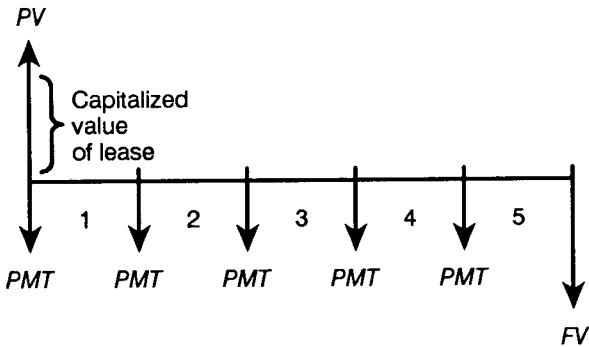 PV
Capitalized
value
of lease
1 2 3 4 5
PMT PMT PMT PMT PMT
FV